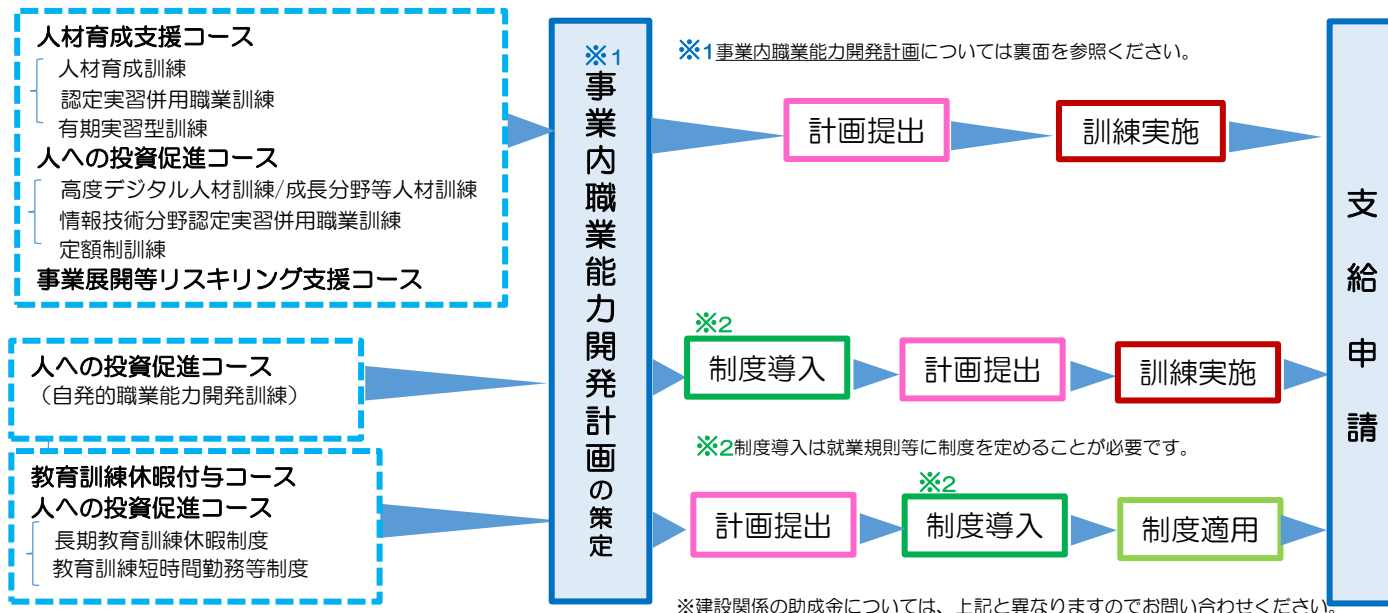 人材育成支援コース
人材育成訓練
認定実習併用職業訓練
有期実習型訓練
人への投資促進コース
高度デジタル人材訓練/成長分野等人材訓練
情報技術分野認定実習併用職業訓練
定額制訓練
事業展開等リスキリング支援コース
人への投資促進コース
（自発的職業能力開発訓練）
教育訓練休暇付与コース
人への投資促進コース
長期教育訓練休暇制度
教育訓練短時間勤務等制度
※1
事業内職業能力開発計画の策定
※1事業内職業能力開発計画については裏面を参照ください。
計画提出
訓練実施
※2
制度導入
計画提出
訓練実施
※2制度導入は就業規則等に制度を定めることが必要です。
計画提出
※2
制度導入
制度適用
※建設関係の助成金については、上記と異なりますのでお問い合わせください。
支給申請